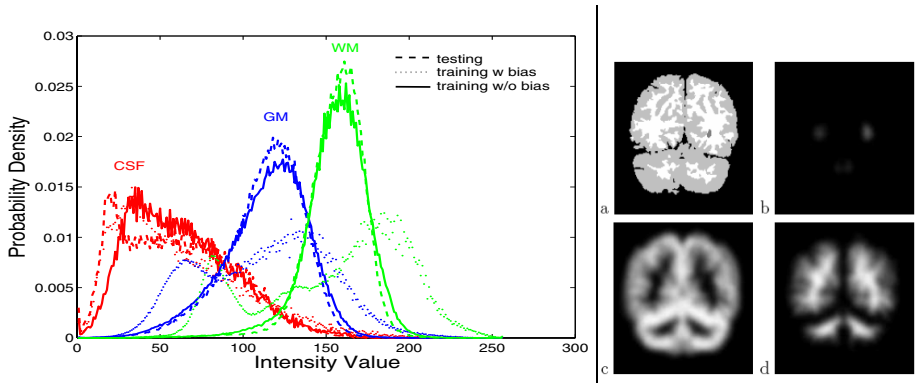 0.03
0.025
0.02
0.015
0.01
0.005
0
Probability Density
0 50 100 150 200 250 300
Intensity Value
CSF
GM
WM
testing
training w bias
training w/o bias
a
b
c
d